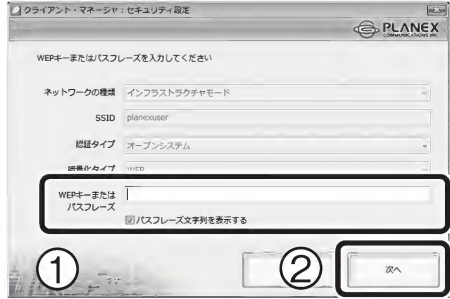 クライアント・マネージャ:セキュリティ設定
PLANEX
COMMUNICATIONS INC.
WEPキーまたはパスフレーズを入力してください
ネットワークの種類 インフラストラクチャモード
SSID planexuser
認証タイプ オープンシステム
暗号化タイプ WEP
WEPキーまたは
パスフレーズ
パスフレーズ文字列を表示する
① ② 次へ